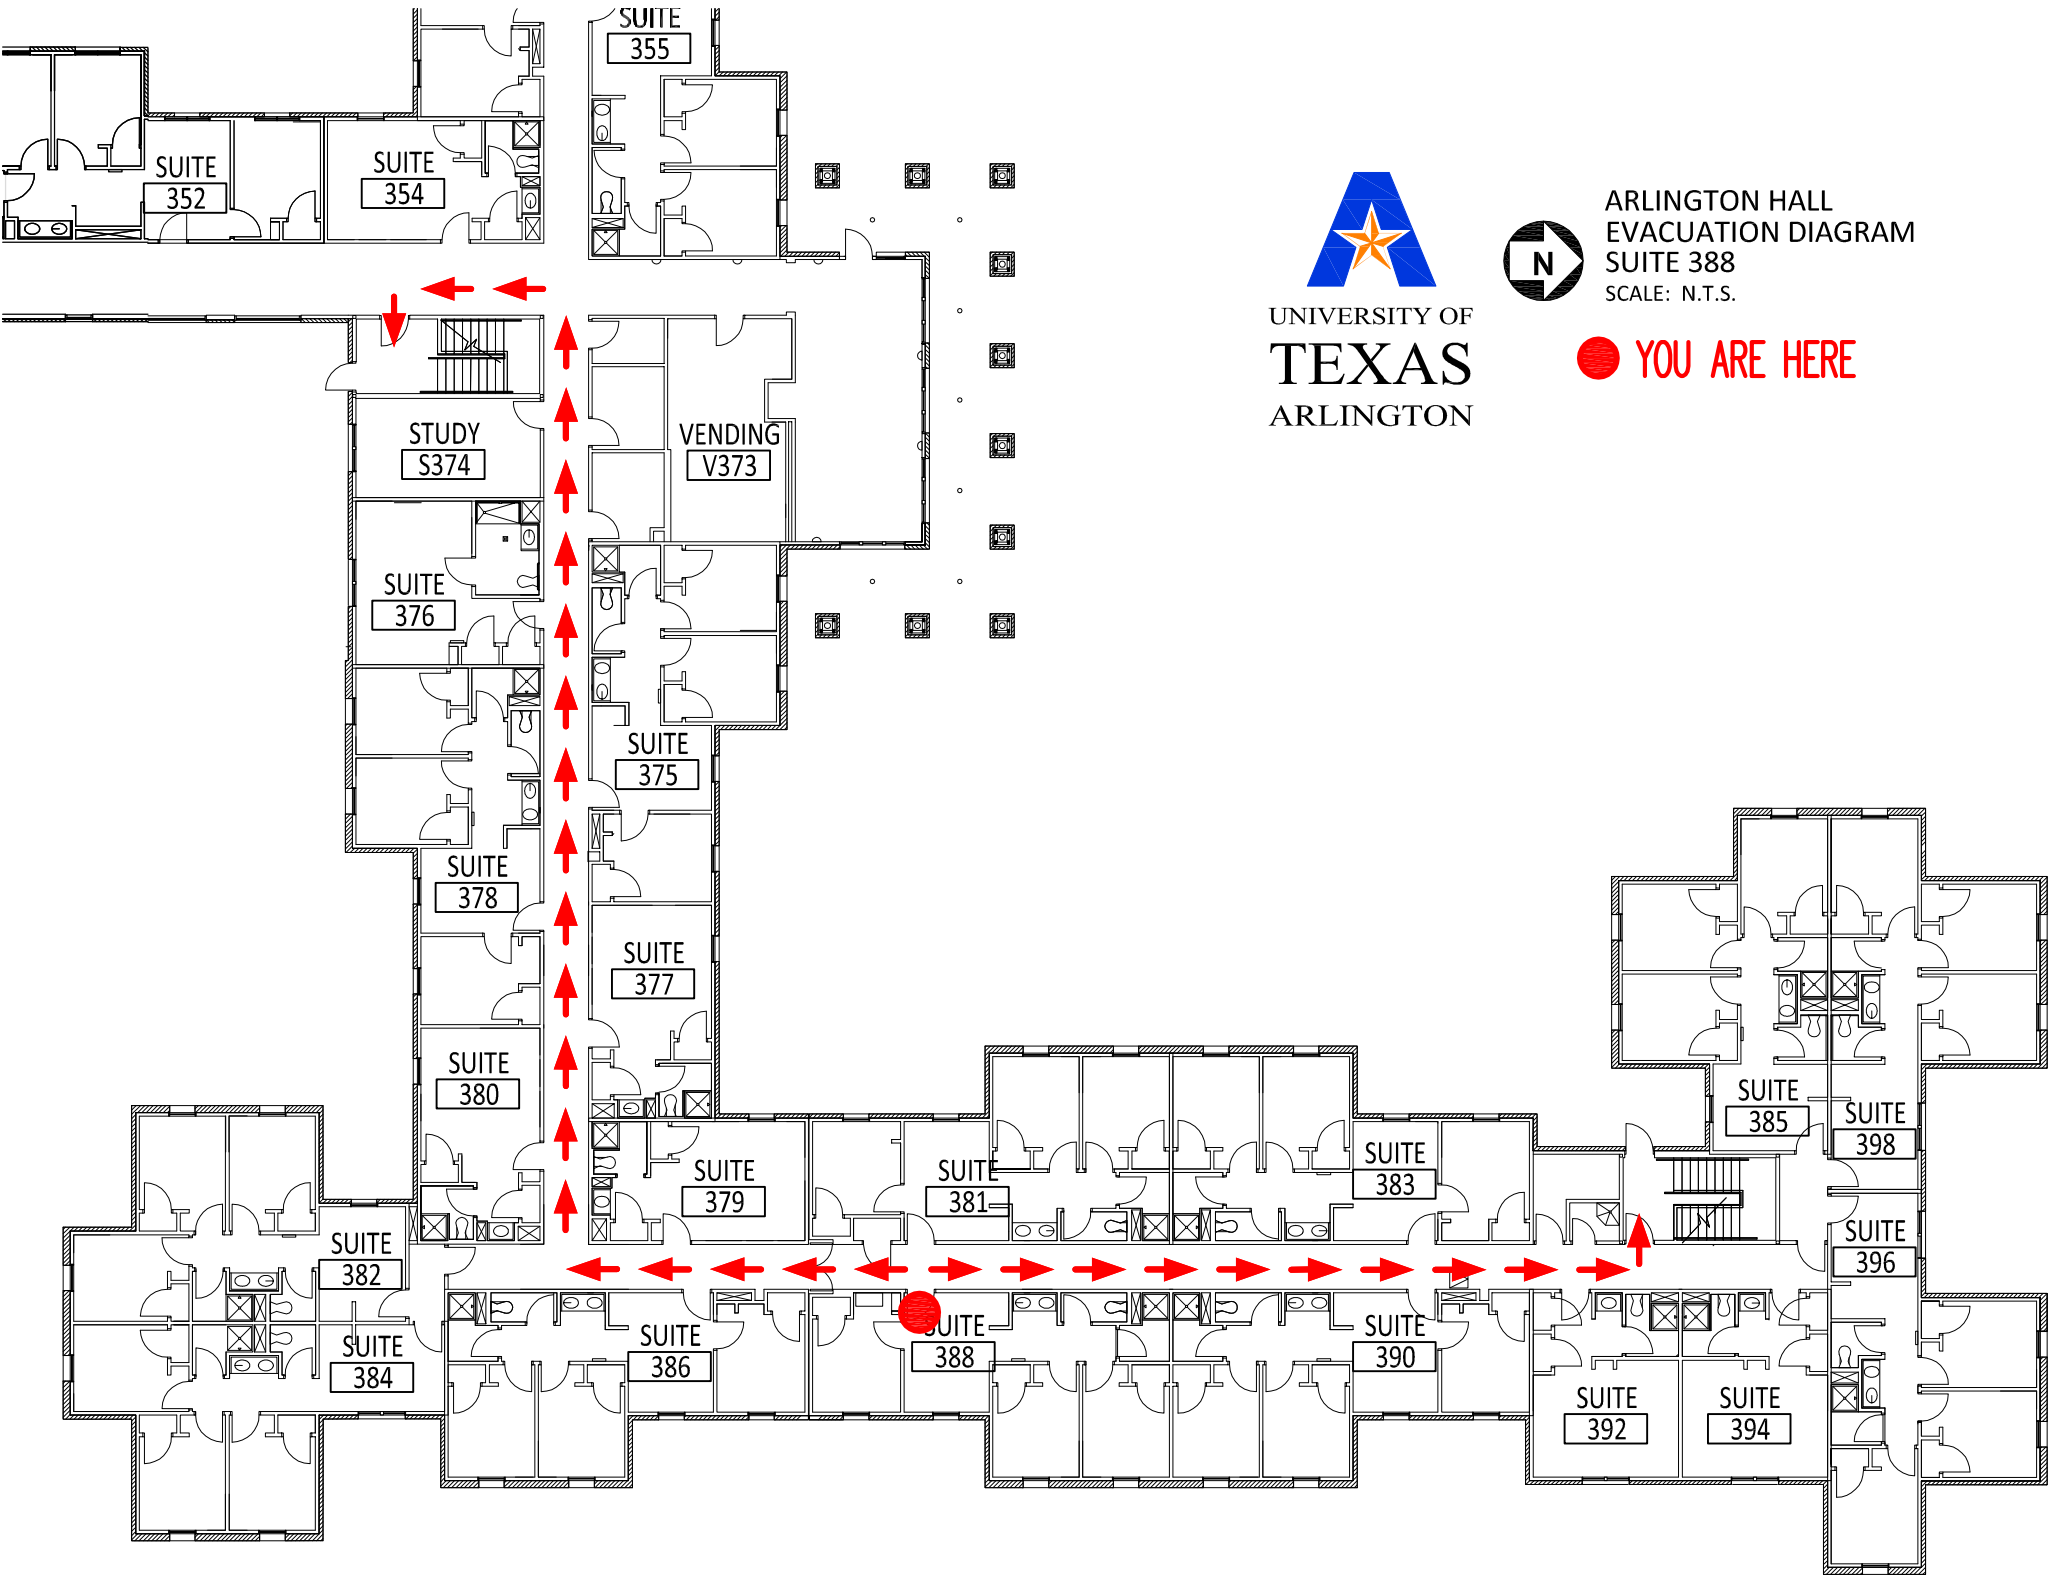 SUITE
355
SUITE
352
SUITE
354
UNIVERSITY OF
TEXAS
ARLINGTON
N
ARLINGTON HALL
EVACUATION DIAGRAM
SUITE 388
SCALE: N.T.S.
YOU ARE HERE
STUDY
S374
VENDING
V373
SUITE
376
SUITE
375
SUITE
378
SUITE
377
SUITE
380
SUITE
379
SUITE
381
SUITE
383
SUITE
385
SUITE
398
SUITE
382
SUITE
396
SUITE
384
SUITE
386
SUITE
388
SUITE
390
SUITE
392
SUITE
394